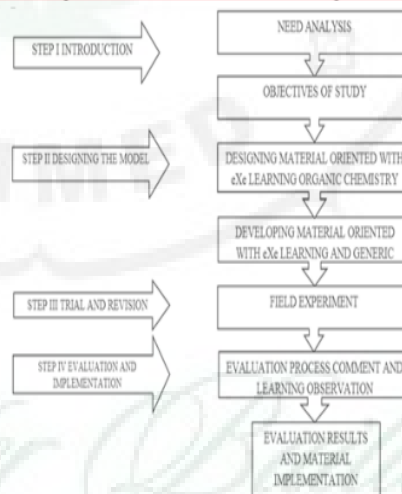 NEED ANALYSIS
STEP I INTRODUCTION
OBJECTIVES OF STUDY
STEP II DESIGNING THE MODEL
DESIGNING MATERIAL ORIENTED WITH
eXe LEARNING ORGANIC CHEMISTRY
DEVELOPING MATERIAL ORIENTED
WITH eXe LEARNING AND GENERIC
STEP III TRIAL AND REVISION
FIELD EXPERIMENT
STEP IV EVALUATION AND
IMPLEMENTATION
EVALUATION PROCESS COMMENT AND
LEARNING OBSERVATION
EVALUATION RESULTS
AND MATERIAL
IMPLEMENTATION